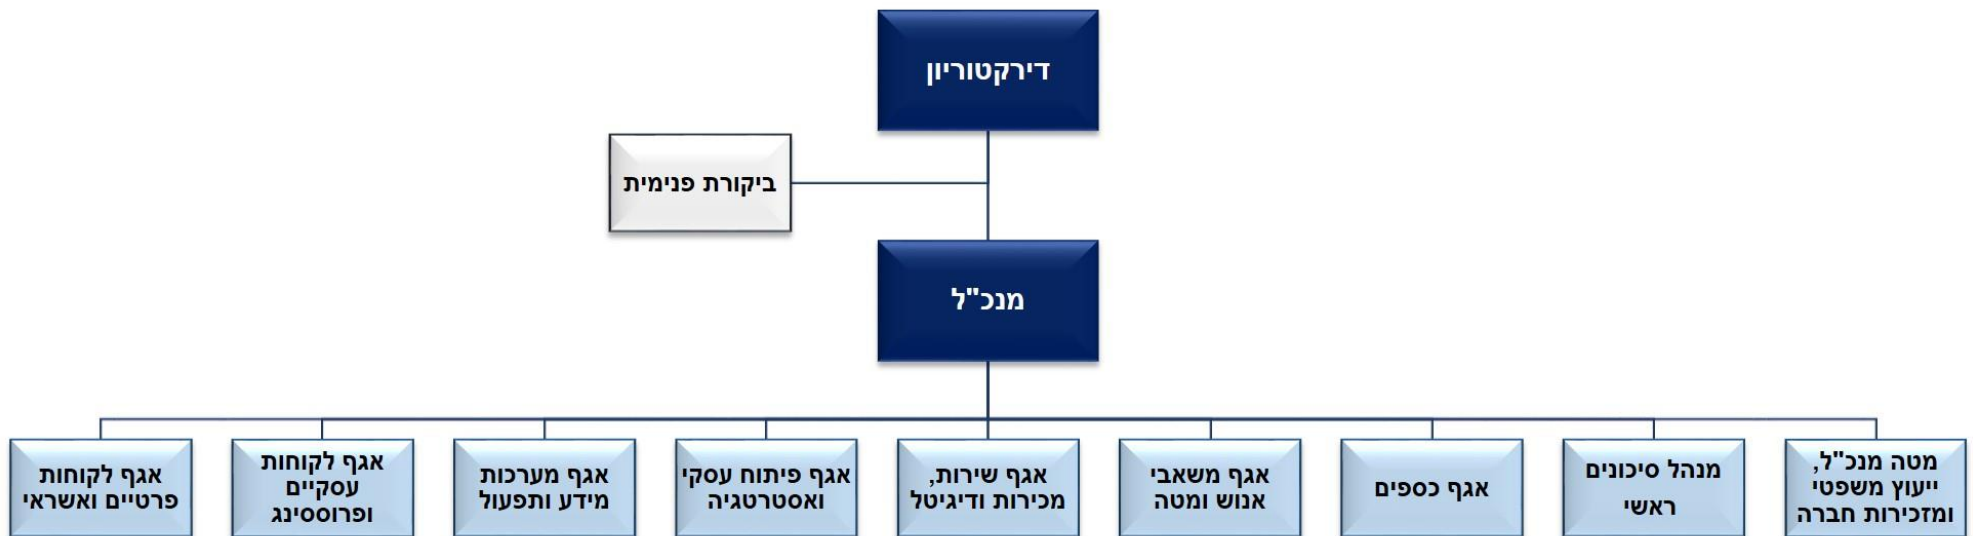 דירקטוריון
ביקורת פנימית
מנכ"ל
מטה מנכ"ל,
ייעוץ משפטי
ומזכירות חברה
מנהל סיכונים
ראשי
אגף כספים
אגף משאבי
אנוש ומטה
אגף שירות,
מכירות ודיגיטל
אגף פיתוח עסקי
ואסטרטגיה
אגף מערכות
מידע ותפעול
אגף לקוחות
עסקיים
ופרוססינג
אגף לקוחות
פרטיים ואשראי